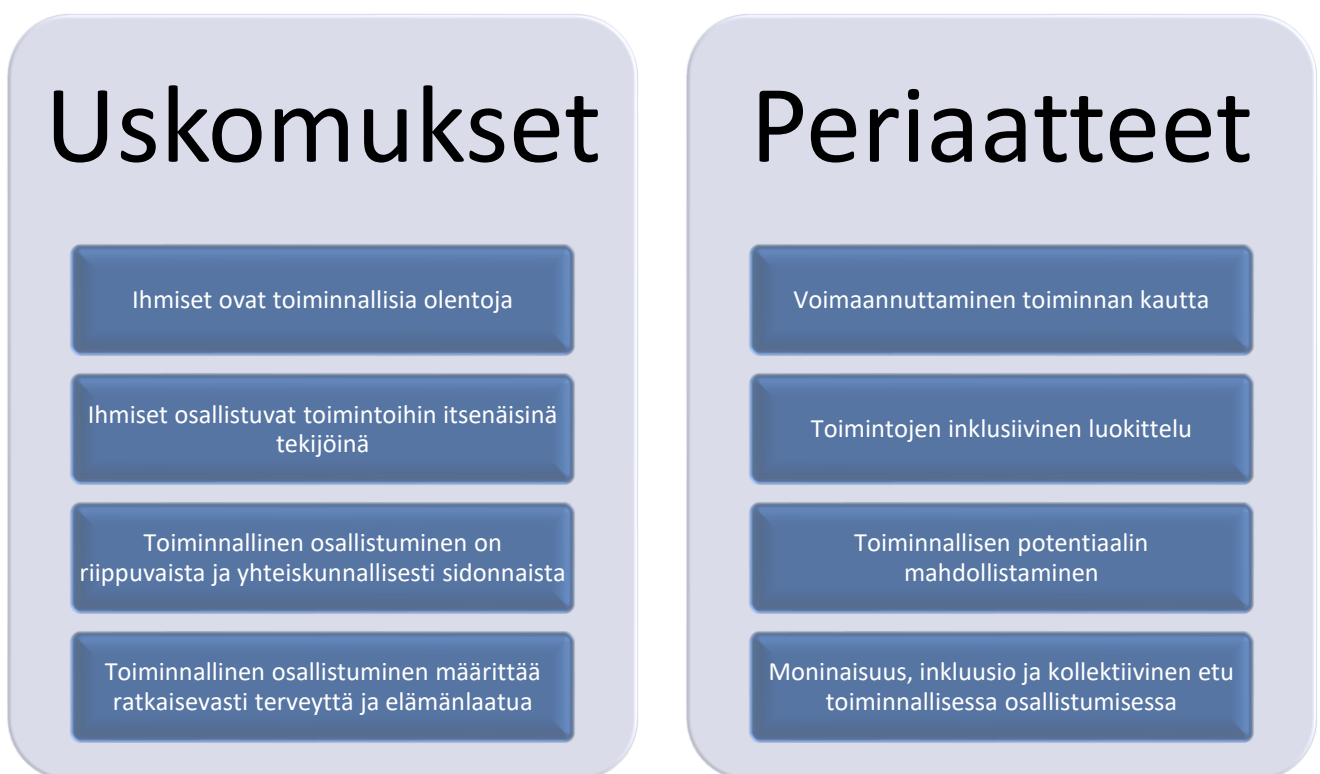 Uskomukset
Ihmiset ovat toiminnallisia olentoja
Ihmiset osallistuvat toimintoihin itsenäisinä
tekijöinä
Toiminnallinen osallistuminen on
riippuvaista ja yhteiskunnallisesti sidonnaista
Toiminnallinen osallistuminen määrittää
ratkaisevasti terveyttä ja elämänlaatua
Periaatteet
Voimaannuttaminen toiminnan kautta
Toimintojen inklusiivinen luokittelu
Toiminnallisen potentiaalin
mahdollistaminen
Moninaisuus, inkluusio ja kollektiivinen etu
toiminnallisessa osallistumisessa